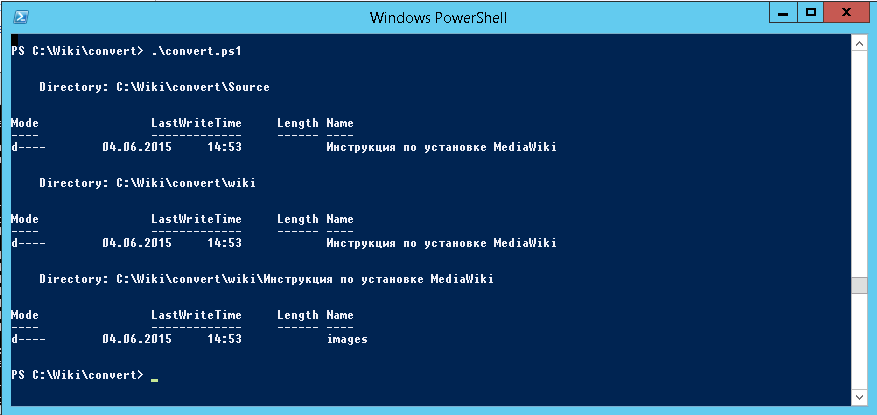 Windows PowerShell
PS C:\Wiki\convert> .\convert.ps1
Directory: C:\Wiki\convert\Source
Mode LastWriteTime Length Name
---- ------------- ------ ----
d---- 04.06.2015 14:53 Инструкция по установке MediaWiki
Directory: C:\Wiki\convert\wiki
Mode LastWriteTime Length Name
---- ------------- ------ ----
d---- 04.06.2015 14:53 Инструкция по установке MediaWiki
Directory: C:\Wiki\convert\wiki\Инструкция по установке MediaWiki
Mode LastWriteTime Length Name
---- ------------- ------ ----
d---- 04.06.2015 14:53 images
PS C:\Wiki\convert> _